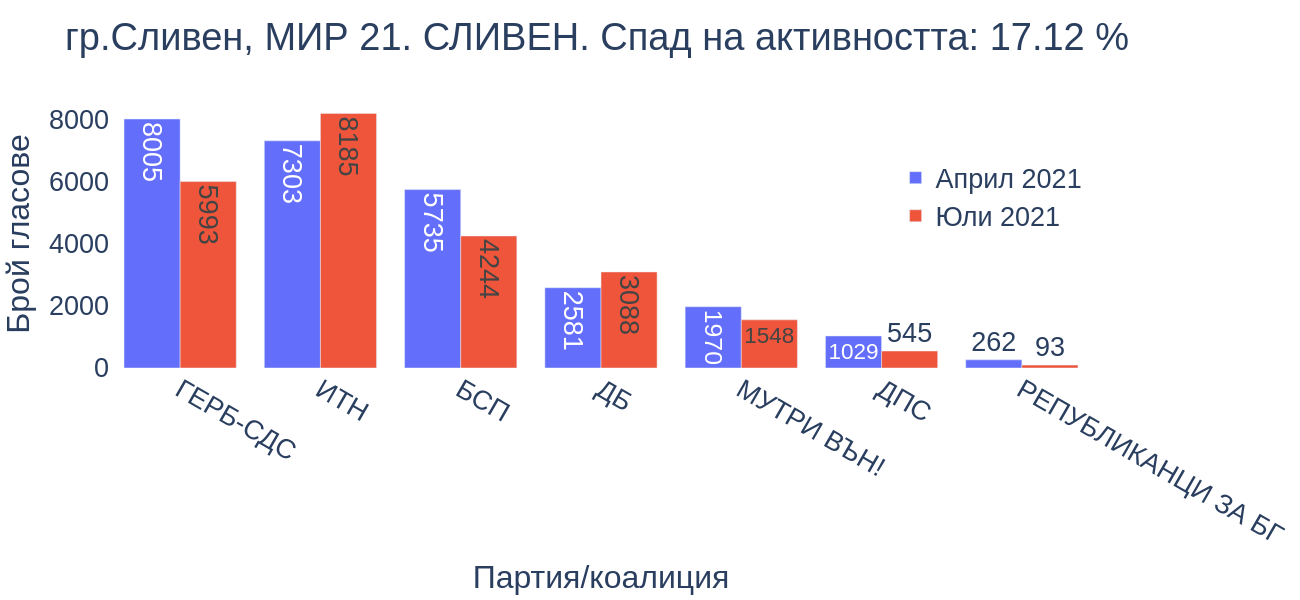 гр.Сливен, МИР 21. СЛИВЕН. Спад на активността: 17.12 %
Брой гласове
8000
6000
4000
2000
0
8005
5993
7303
8185
5735
4244
2581
3088
1970
1548
1029
545
262
93
Април 2021
Юли 2021
ГЕРБ-СДС
ИТН
БСП
ДБ
МУТРИ ВЪН!
ДПС
РЕПУБЛИКАНЦИ ЗА БГ
Партия/коалиция